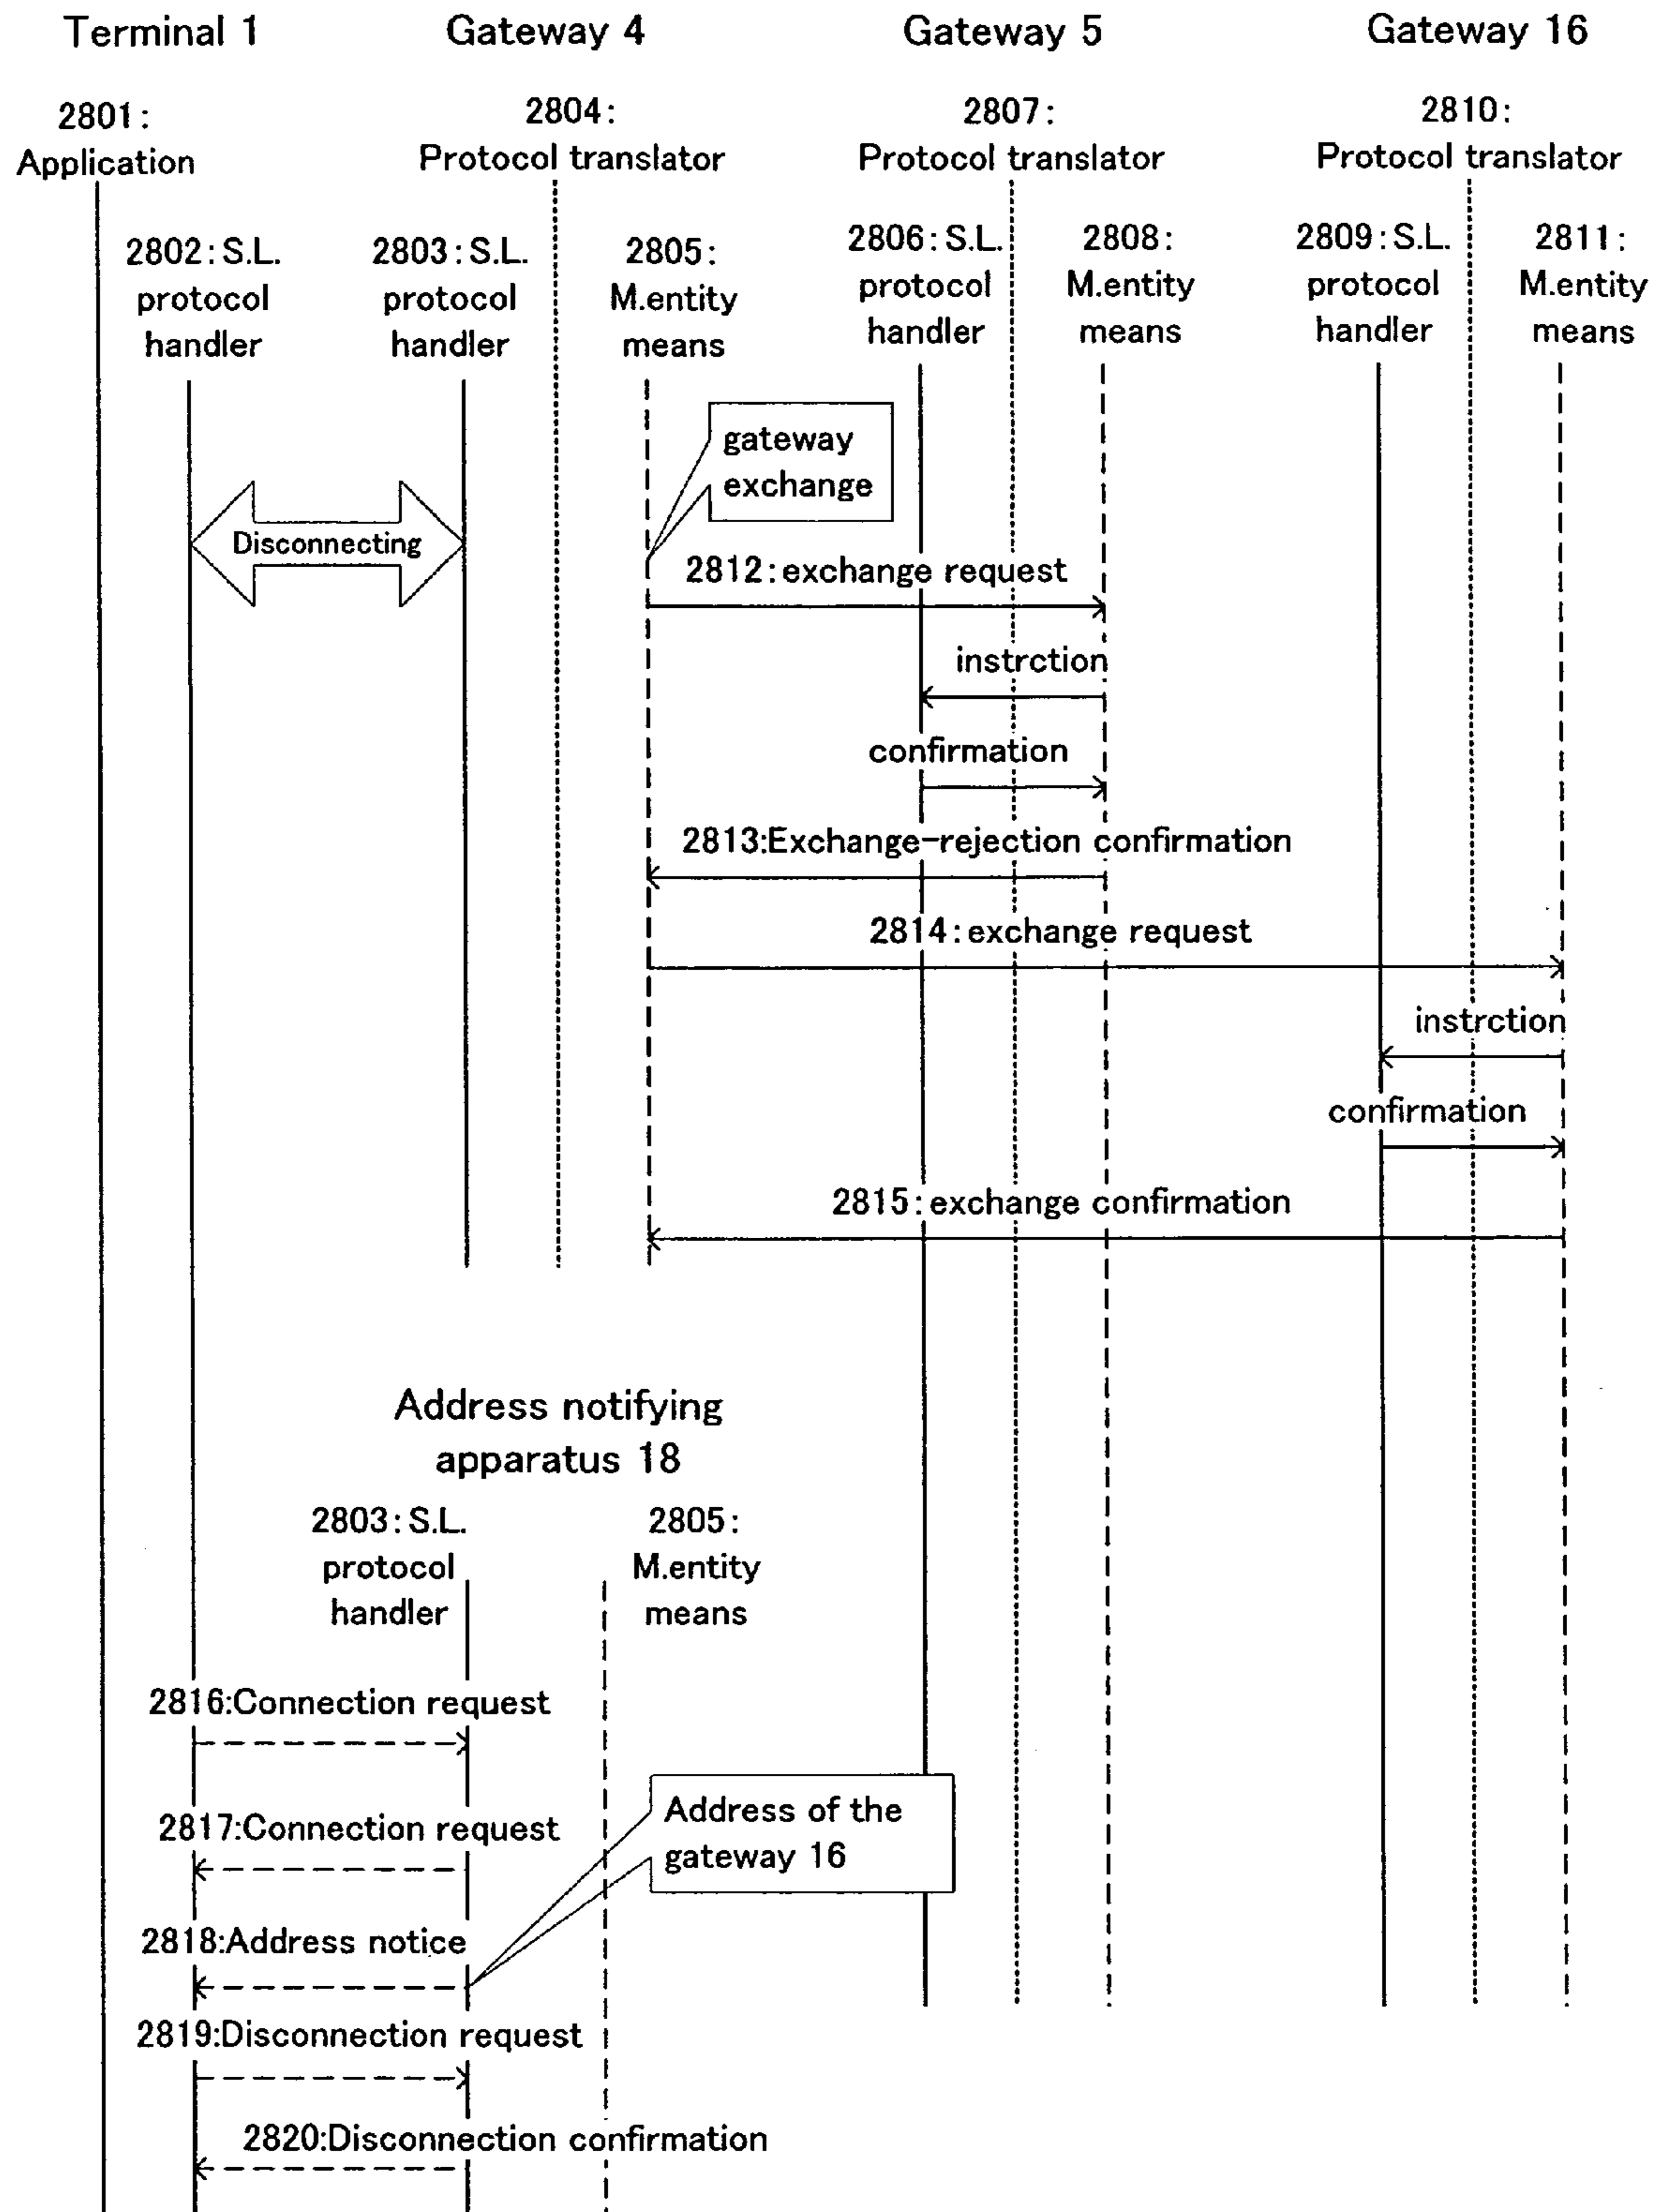 Terminal 1
Gateway 4
Gateway 5
Gateway 16
2801:
Application
2804:
Protocol translator
2807:
Protocol translator
2810:
Protocol translator
2802:S.L.
protocol
handler
2803:S.L.
protocol
handler
2805:
M.entity
means
2806:S.L.
protocol
handler
2808:
M.entity
means
2809:S.L.
protocol
handler
2811:
M.entity
means
gateway
exchange
Disconnecting
2812:exchange request
instrction
confirmation
2813:Exchange-rejection confirmation
2814:exchange request
instrction
confirmation
2815:exchange confirmation
Address notifying
apparatus 18
2803:S.L.
protocol
handler
2805:
M.entity
means
2816:Connection request
Address of the
gateway 16
2817:Connection request
2818:Address notice
2819:Disconnection request
2820:Disconnection confirmation